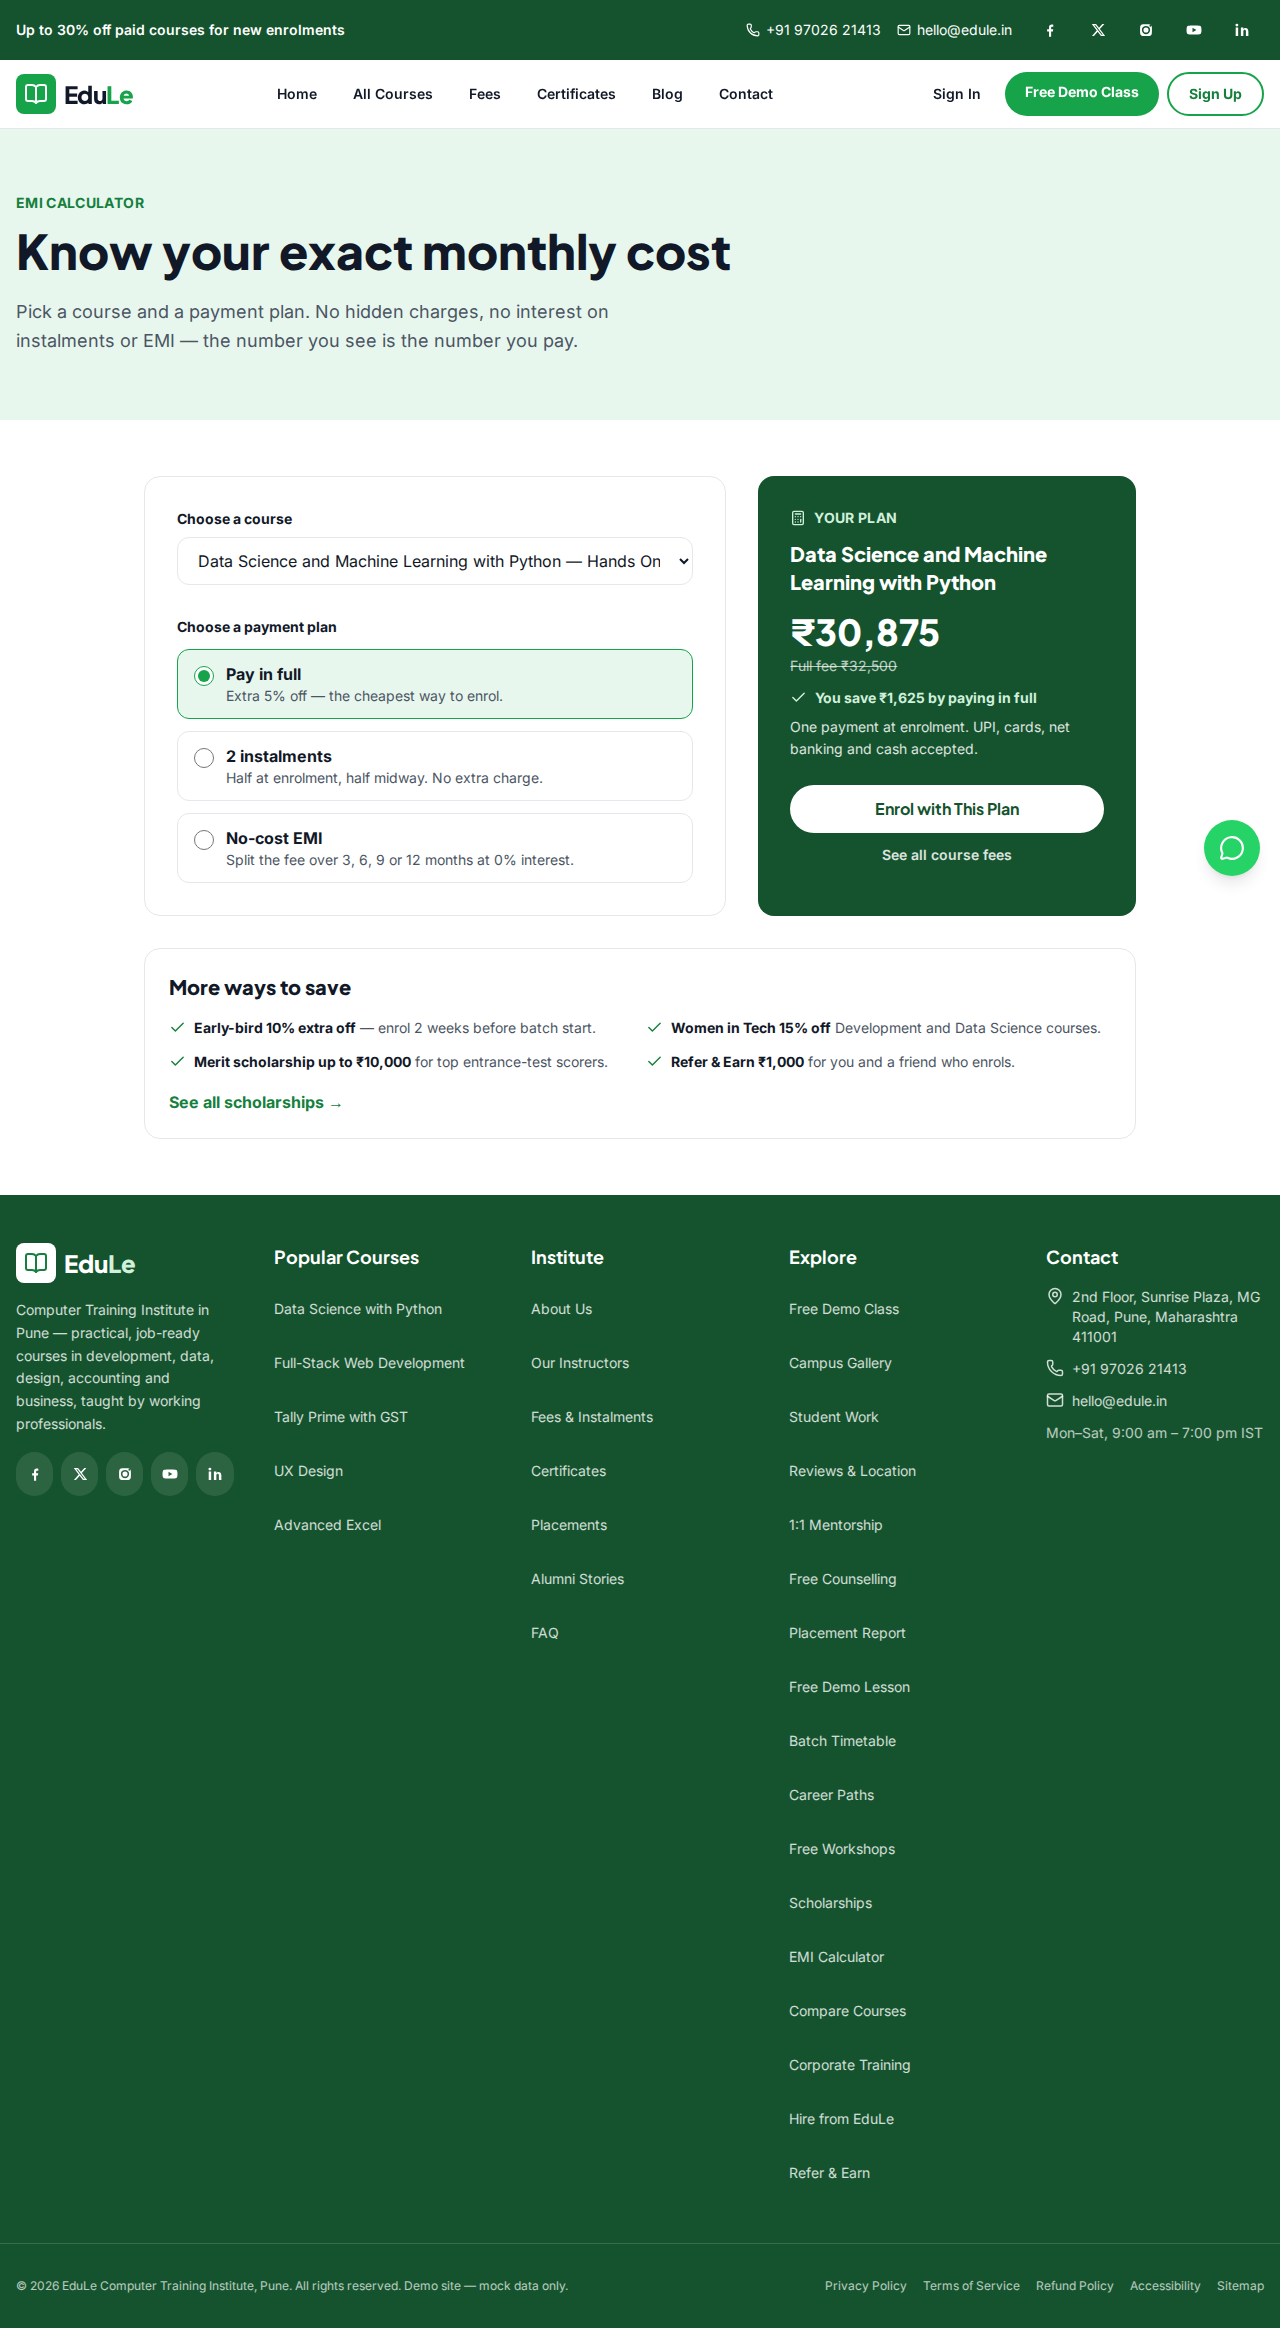 Up to 30% off paid courses for new enrolments
+91 97026 21413
hello@edule.in
EduLe
Home
All Courses
Fees
Certificates
Blog
Contact
Sign In
Free Demo Class
Sign Up
EMI CALCULATOR
Know your exact monthly cost
Pick a course and a payment plan. No hidden charges, no interest on
instalments or EMI — the number you see is the number you pay.
Choose a course
Data Science and Machine Learning with Python — Hands On
Choose a payment plan
Pay in full
Extra 5% off — the cheapest way to enrol.
2 instalments
Half at enrolment, half midway. No extra charge.
No-cost EMI
Split the fee over 3, 6, 9 or 12 months at 0% interest.
YOUR PLAN
Data Science and Machine
Learning with Python
₹30,875
Full fee ₹32,500
You save ₹1,625 by paying in full
One payment at enrolment. UPI, cards, net
banking and cash accepted.
Enrol with This Plan
See all course fees
More ways to save
Early-bird 10% extra off — enrol 2 weeks before batch start.
Women in Tech 15% off Development and Data Science courses.
Merit scholarship up to ₹10,000 for top entrance-test scorers.
Refer & Earn ₹1,000 for you and a friend who enrols.
See all scholarships →
EduLe
Computer Training Institute in
Pune — practical, job-ready
courses in development, data,
design, accounting and
business, taught by working
professionals.
Popular Courses
Data Science with Python
Full-Stack Web Development
Tally Prime with GST
UX Design
Advanced Excel
Institute
About Us
Our Instructors
Fees & Instalments
Certificates
Placements
Alumni Stories
FAQ
Explore
Free Demo Class
Campus Gallery
Student Work
Reviews & Location
1:1 Mentorship
Free Counselling
Placement Report
Free Demo Lesson
Batch Timetable
Career Paths
Free Workshops
Scholarships
EMI Calculator
Compare Courses
Corporate Training
Hire from EduLe
Refer & Earn
Contact
2nd Floor, Sunrise Plaza, MG
Road, Pune, Maharashtra
411001
+91 97026 21413
hello@edule.in
Mon–Sat, 9:00 am – 7:00 pm IST
© 2026 EduLe Computer Training Institute, Pune. All rights reserved. Demo site — mock data only.
Privacy Policy
Terms of Service
Refund Policy
Accessibility
Sitemap